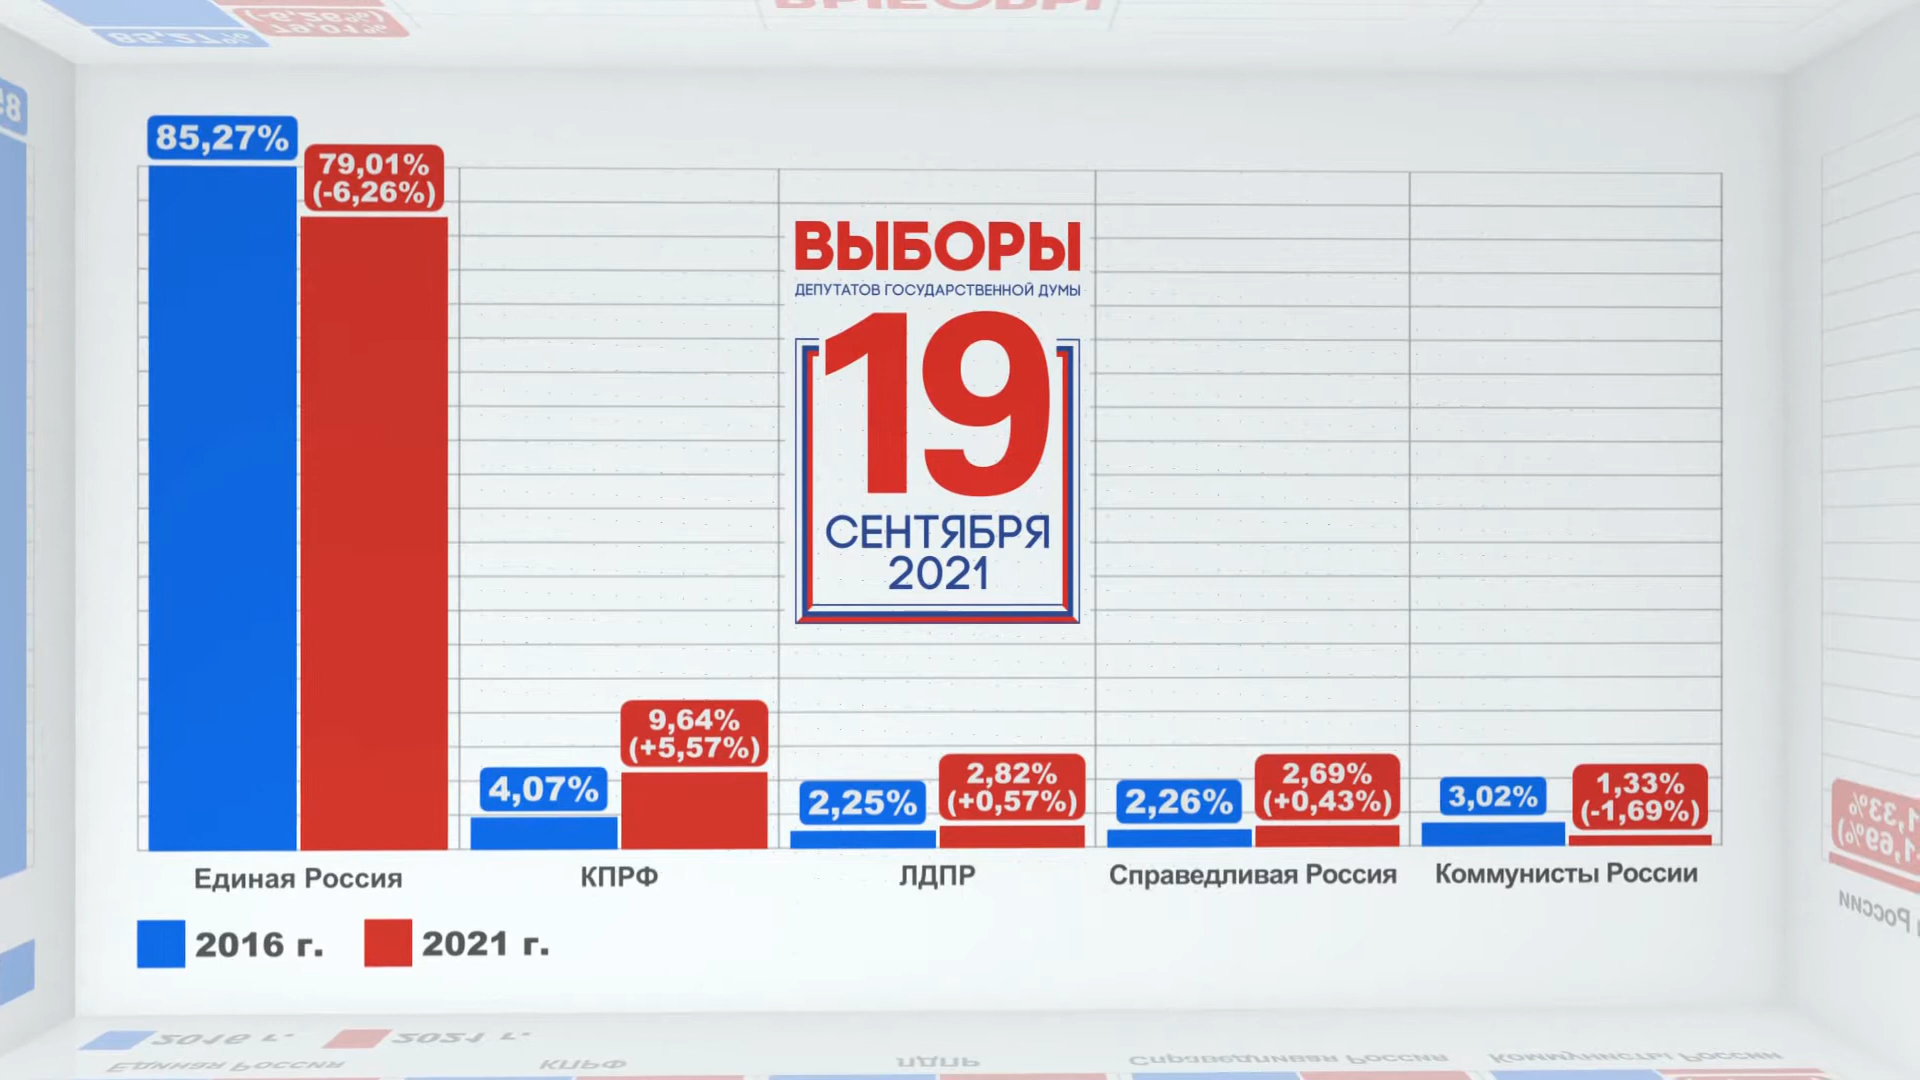 85,27%
79,01%
(-6,26%)
ВЫБОРЫ
ДЕПУТАТОВ ГОСУДАРСТВЕННОЙ ДУМЫ
19
СЕНТЯБРЯ
2021
4,07%
9,64%
(+5,57%)
2,25%
2,82%
(+0,57%)
2,26%
2,69%
(+0,43%)
3,02%
1,33%
(-1,69%)
Единая Россия
КПРФ
ЛДПР
Справедливая Россия
Коммунисты России
2016 г.
2021 г.